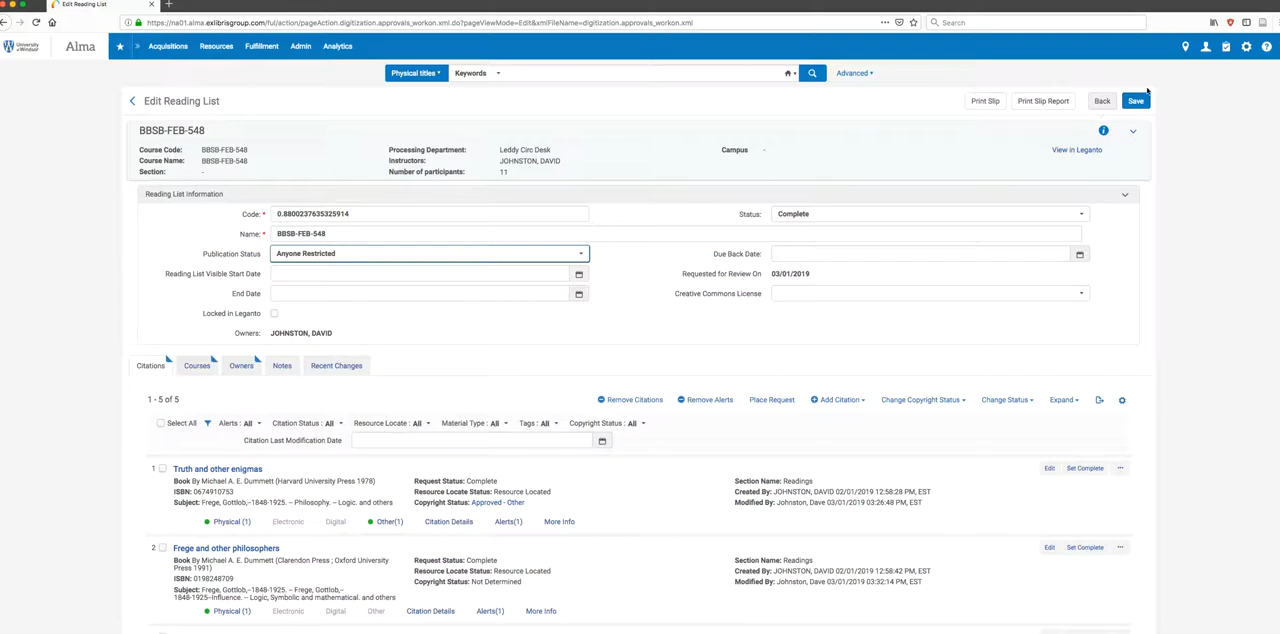 Edit Reading List
https://na01.alma.exlibrisgroup.com/ful/action/pageAction.digitization.approvals_workon.xml.do?pageViewMode=Edit&xmlFileName=digitization.approvals_workon.xml
Search
University of Windsor
Alma
Acquisitions Resources Fulfillment Admin Analytics
Physical titles Keywords Advanced
Edit Reading List
Print Slip Print Slip Report Back Save
BBSB-FEB-548
Course Code: BBSB-FEB-548 Processing Department: Leddy Circ Desk Campus - View in Leganto
Course Name: BBSB-FEB-548 Instructors: JOHNSTON, DAVID
Section: - Number of participants: 11
Reading List Information
Code: * 0.8800237635325914 Status: Complete
Name: * BBSB-FEB-548
Publication Status Anyone Restricted Due Back Date:
Reading List Visible Start Date Requested for Review On 03/01/2019
End Date Creative Commons License
Locked in Leganto
Owners: JOHNSTON, DAVID
Citations Courses Owners Notes Recent Changes
1 - 5 of 5 Remove Citations Remove Alerts Place Request Add Citation Change Copyright Status Change Status Expand
Select All Alerts : All Citation Status : All Resource Locate : All Material Type : All Tags : All Copyright Status : All
Citation Last Modification Date
1 Truth and other enigmas Edit Set Complete ...
Book By Michael A. E. Dummett (Harvard University Press 1978) Request Status: Complete Section Name: Readings
ISBN: 0674910753 Resource Locate Status: Resource Located Created By: JOHNSTON, DAVID 02/01/2019 12:58:28 PM, EST
Subject: Frege, Gottlob,--1848-1925. -- Philosophy. -- Logic. and others Copyright Status: Approved - Other Modified By: Johnston, Dave 03/01/2019 03:26:48 PM, EST
Physical (1) Electronic Digital Other(1) Citation Details Alerts(1) More Info
2 Frege and other philosophers Edit Set Complete ...
Book By Michael A. E. Dummett (Clarendon Press ; Oxford University Request Status: Complete Section Name: Readings
Press 1991) Resource Locate Status: Resource Located Created By: JOHNSTON, DAVID 02/01/2019 12:58:42 PM, EST
ISBN: 0198248709 Copyright Status: Not Determined Modified By: Johnston, Dave 03/01/2019 03:32:14 PM, EST
Subject: Frege, Gottlob,--1848-1925. -- Frege, Gottlob,--
1848-1925--Influence. -- Logic, Symbolic and mathematical. and others
Physical (1) Electronic Digital Other Citation Details Alerts(1) More Info